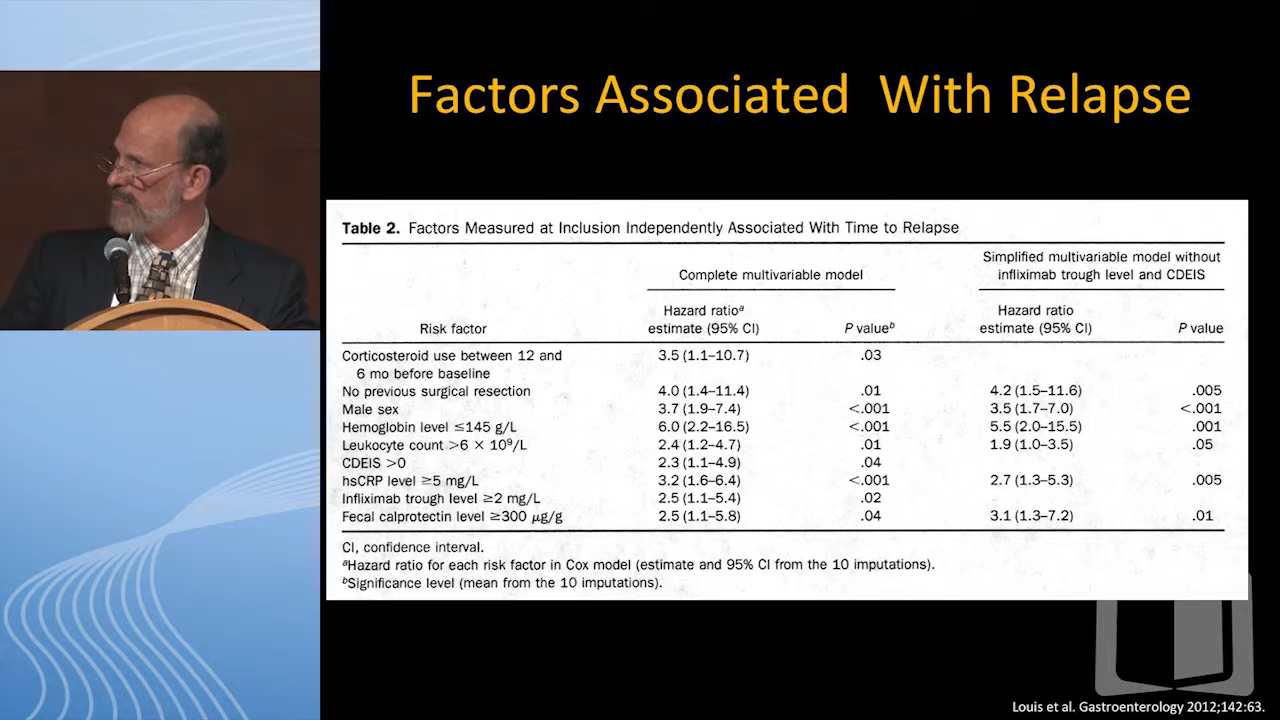 Factors Associated With Relapse
Table 2. Factors Measured at Inclusion Independently Associated With Time to Relapse
Complete multivariable model
Simplified multivariable model without
infliximab trough level and CDEIS
Risk factor
Hazard ratioᵃ
estimate (95% CI)
P valueᵇ
Hazard ratio
estimate (95% CI)
P value
Corticosteroid use between 12 and 3.5 (1.1–10.7) .03
6 mo before baseline
No previous surgical resection 4.0 (1.4–11.4) .01 4.2 (1.5–11.6) .005
Male sex 3.7 (1.9–7.4) <.001 3.5 (1.7–7.0) <.001
Hemoglobin level ≤145 g/L 6.0 (2.2–16.5) <.001 5.5 (2.0–15.5) .001
Leukocyte count >6 × 10⁹/L 2.4 (1.2–4.7) .01 1.9 (1.0–3.5) .05
CDEIS >0 2.3 (1.1–4.9) .04
hsCRP level ≥5 mg/L 3.2 (1.6–6.4) <.001 2.7 (1.3–5.3) .005
Infliximab trough level ≥2 mg/L 2.5 (1.1–5.4) .02
Fecal calprotectin level ≥300 μg/g 2.5 (1.1–5.8) .04 3.1 (1.3–7.2) .01
CI, confidence interval.
ᵃHazard ratio for each risk factor in Cox model (estimate and 95% CI from the 10 imputations).
ᵇSignificance level (mean from the 10 imputations).
Louis et al. Gastroenterology 2012;142:63.